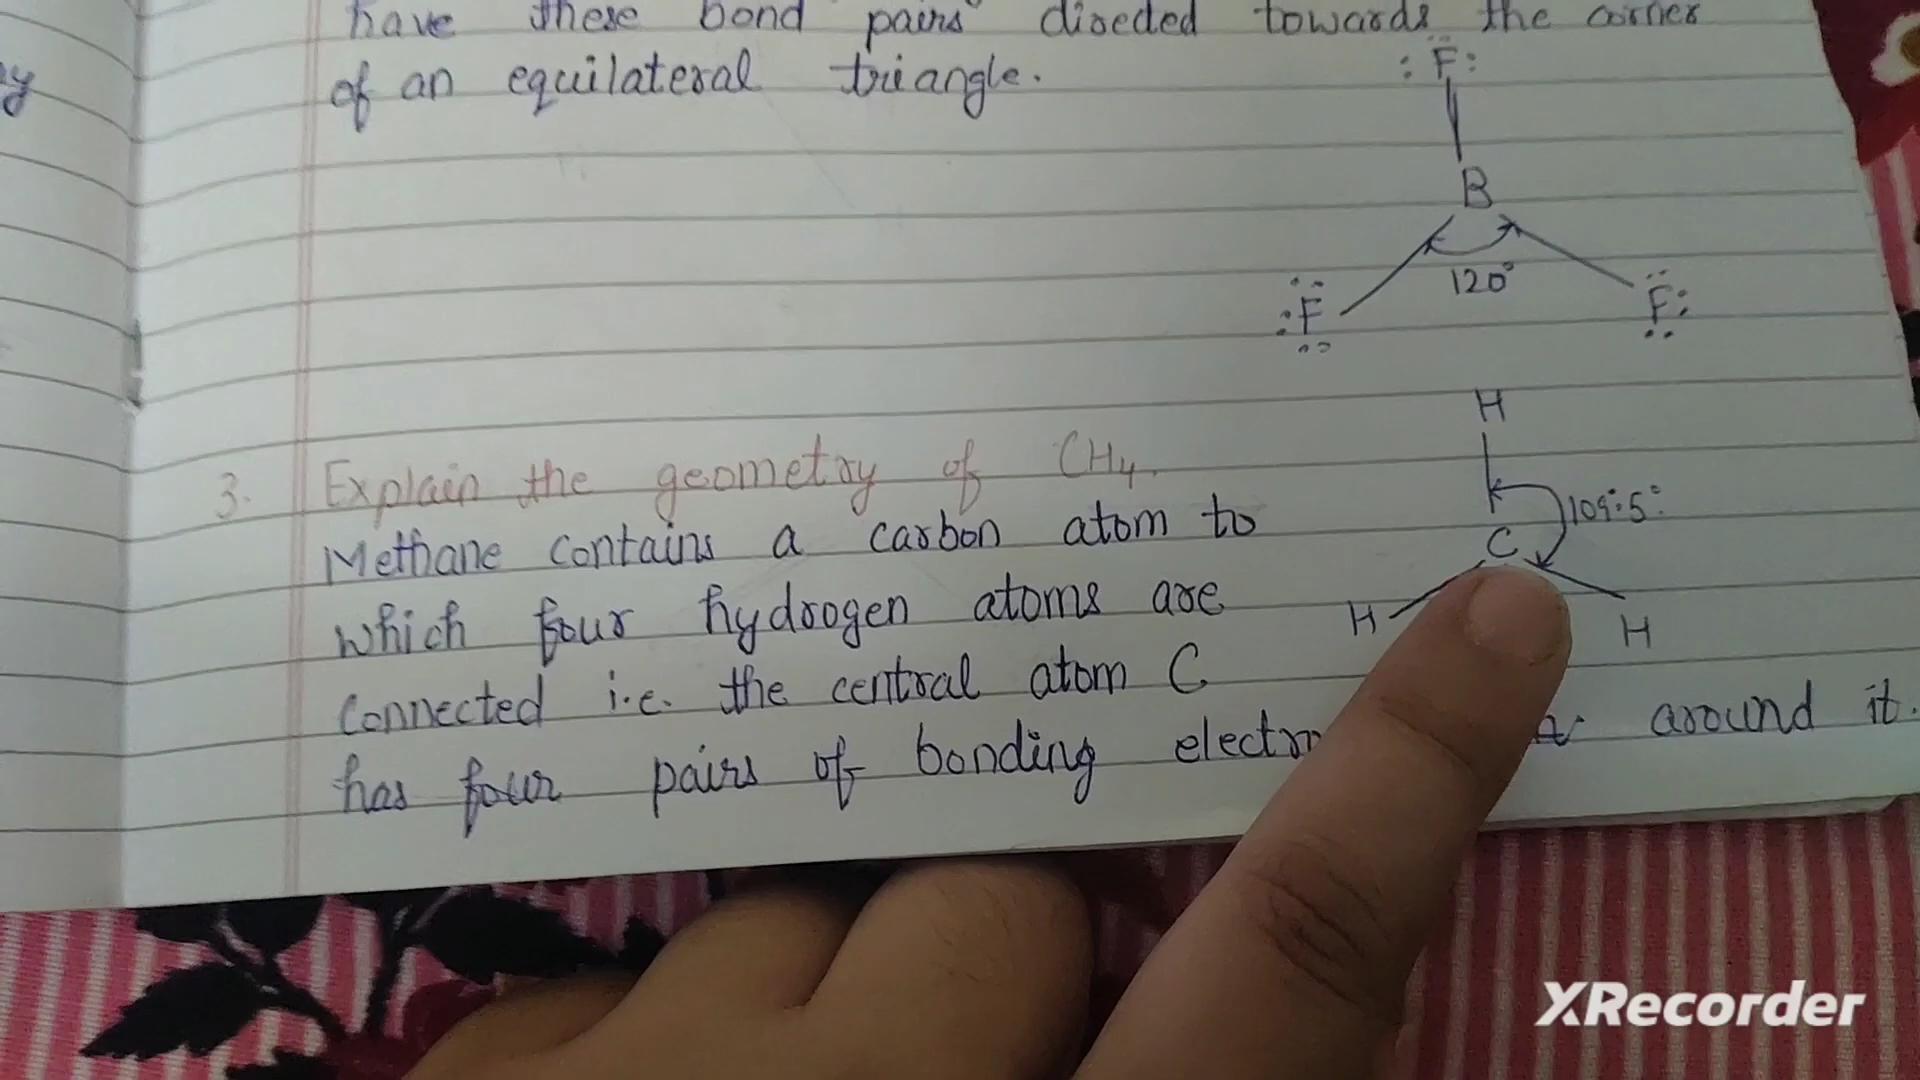 have these bond pairs diseded towards the corner
of an equilateral triangle.
:F:
B
120°
:F
F:
3. Explain the geometry of CH4.
Methane contains a carbon atom to
which four hydrogen atoms are
connected i.e. the central atom C
has four pairs of bonding around it.
H
109.5°
C
H
H
XRecorder